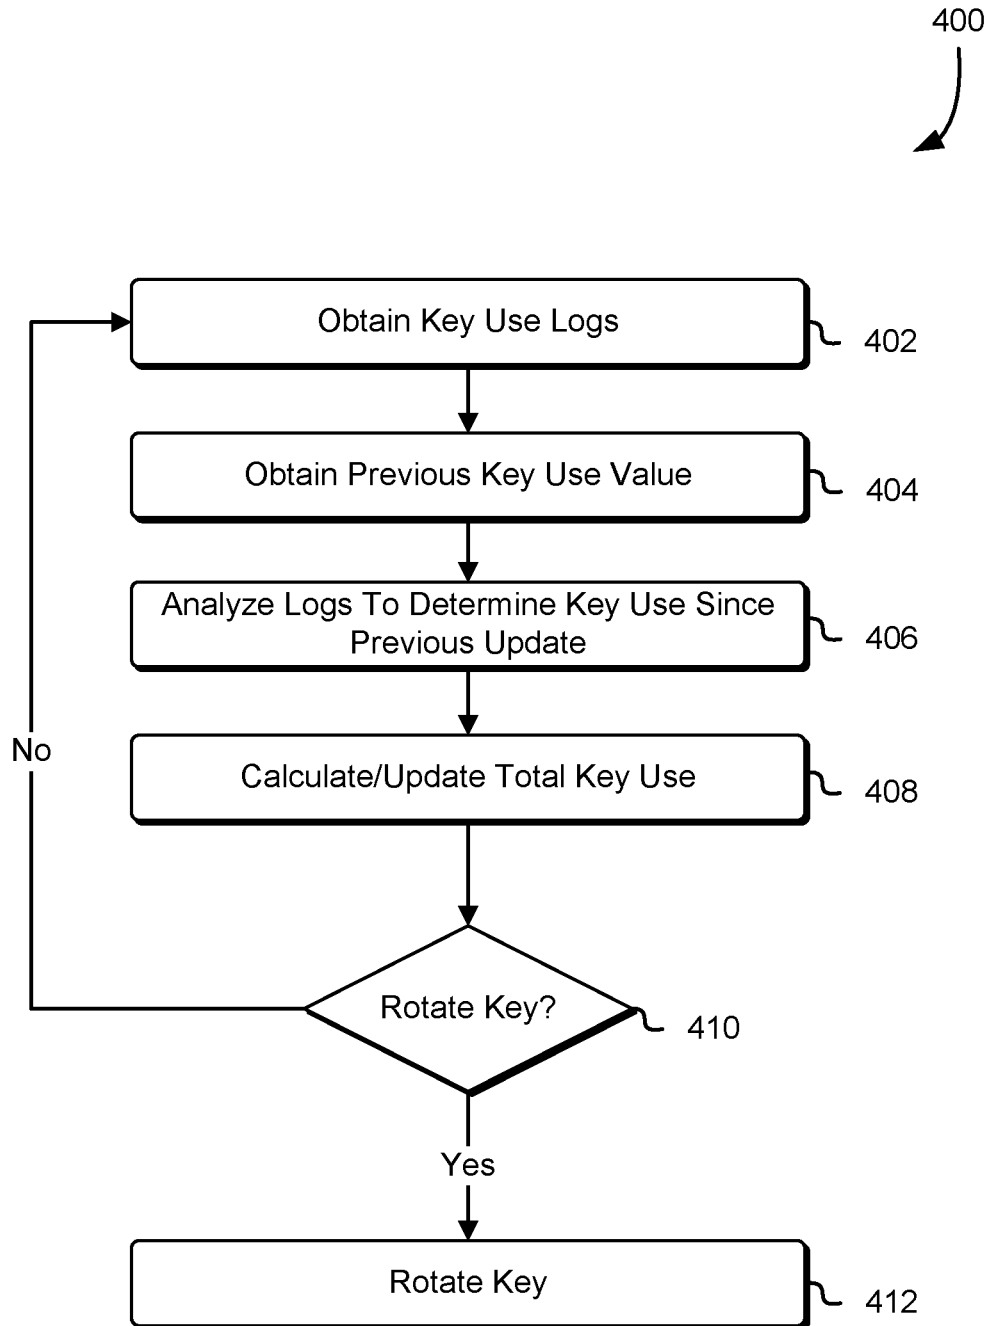 400
Obtain Key Use Logs
402
Obtain Previous Key Use Value
404
Analyze Logs To Determine Key Use Since
Previous Update
406
Calculate/Update Total Key Use
408
No
Rotate Key?
410
Yes
Rotate Key
412